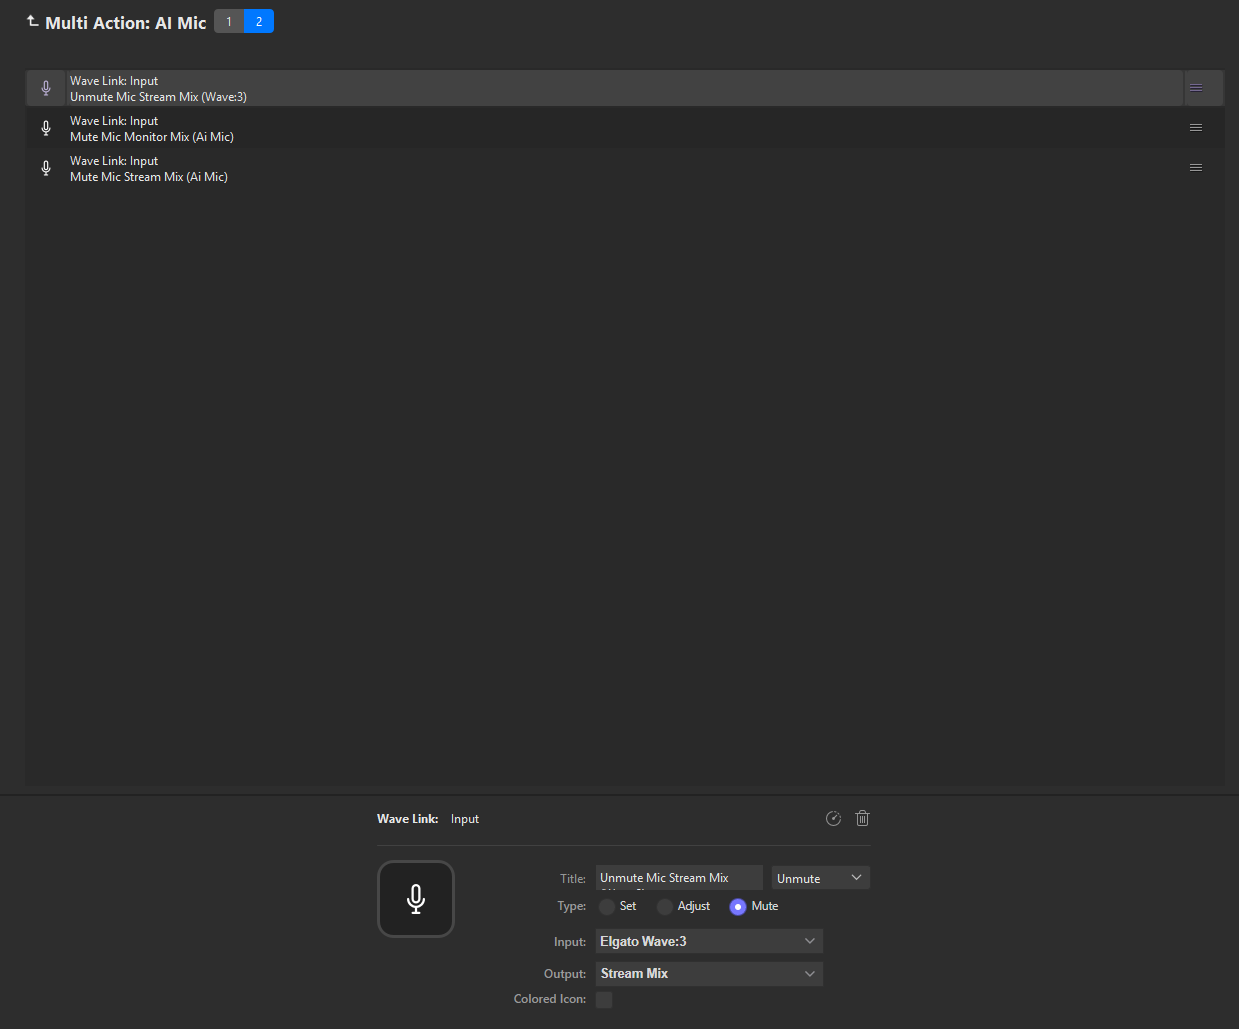 Multi Action: AI Mic 1 2
Wave Link: Input
Unmute Mic Stream Mix (Wave:3)
Wave Link: Input
Mute Mic Monitor Mix (Ai Mic)
Wave Link: Input
Mute Mic Stream Mix (Ai Mic)
Wave Link: Input
Title: Unmute Mic Stream Mix Unmute
Type: Set Adjust Mute
Input: Elgato Wave:3
Output: Stream Mix
Colored Icon: